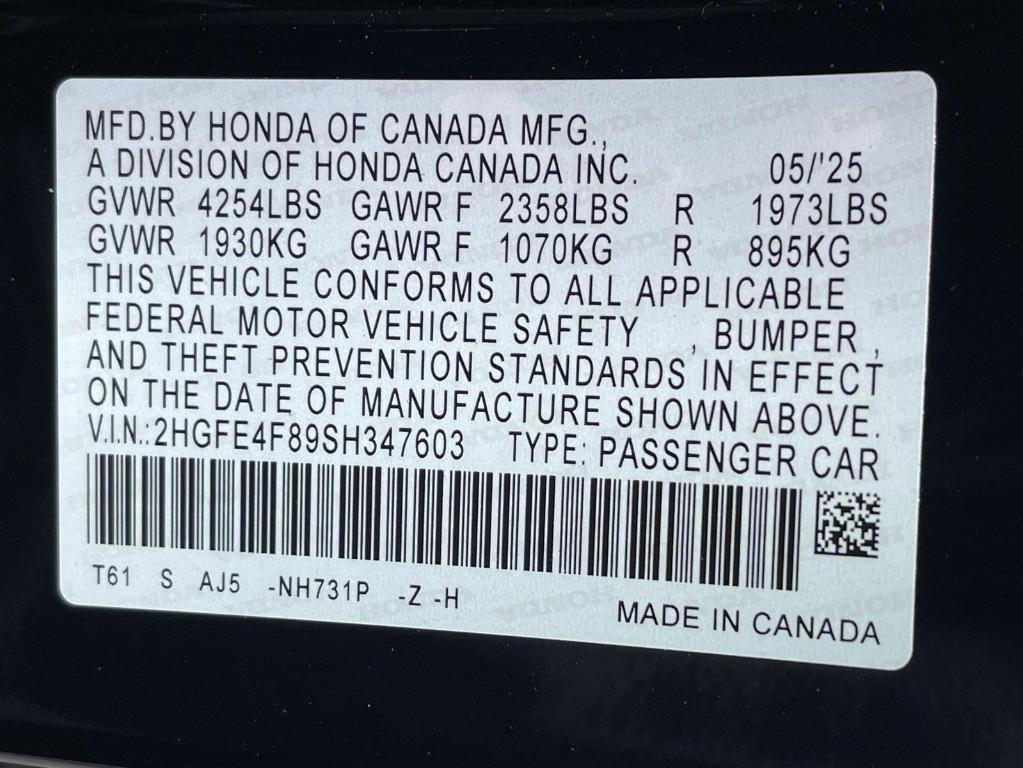 MFD.BY HONDA OF CANADA MFG.,
A DIVISION OF HONDA CANADA INC. 05/'25
GVWR 4254LBS GAWR F 2358LBS R 1973LBS
GVWR 1930KG GAWR F 1070KG R 895KG
THIS VEHICLE CONFORMS TO ALL APPLICABLE
FEDERAL MOTOR VEHICLE SAFETY , BUMPER ,
AND THEFT PREVENTION STANDARDS IN EFFECT
ON THE DATE OF MANUFACTURE SHOWN ABOVE.
V.I.N.:2HGFE4F89SH347603 TYPE: PASSENGER CAR
T61 S AJ5 -NH731P -Z -H
MADE IN CANADA